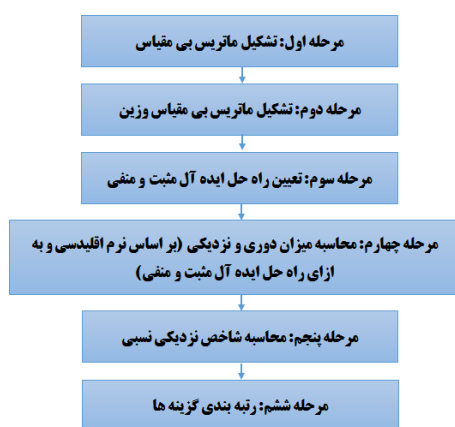 مرحله اول: تشکیل ماتریس بی مقیاس
مرحله دوم: تشکیل ماتریس بی مقیاس وزین
مرحله سوم: تعیین راه حل ایده آل مثبت و منفی
مرحله چهارم: محاسبه میزان دوری و نزدیکی (بر اساس نرم اقلیدسی و به
ازای راه حل ایده آل مثبت و منفی)
مرحله پنجم: محاسبه شاخص نزدیکی نسبی
مرحله ششم: رتبه بندی گزینه ها